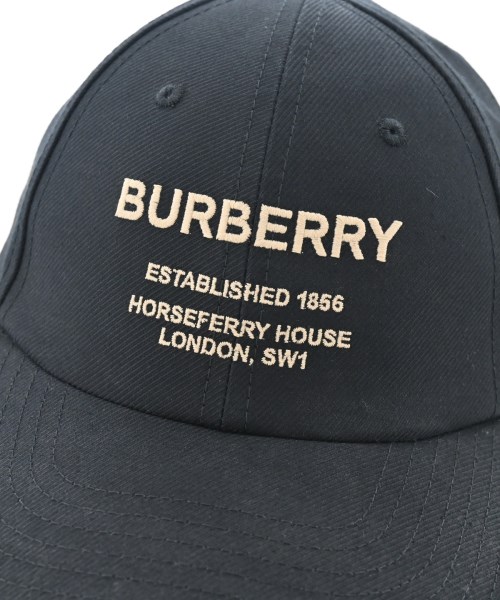 BURBERRY
ESTABLISHED 1856
HORSEFERRY HOUSE
LONDON, SW1